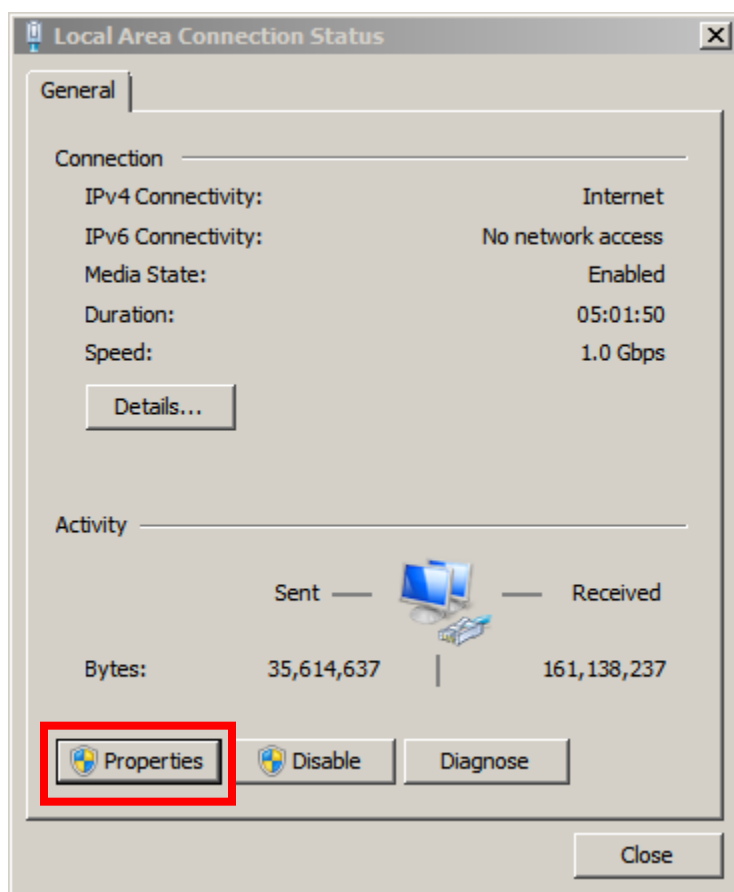 Local Area Connection Status
General
Connection
IPv4 Connectivity: Internet
IPv6 Connectivity: No network access
Media State: Enabled
Duration: 05:01:50
Speed: 1.0 Gbps
Details...
Activity
Sent Received
Bytes: 35,614,637 161,138,237
Properties Disable Diagnose
Close